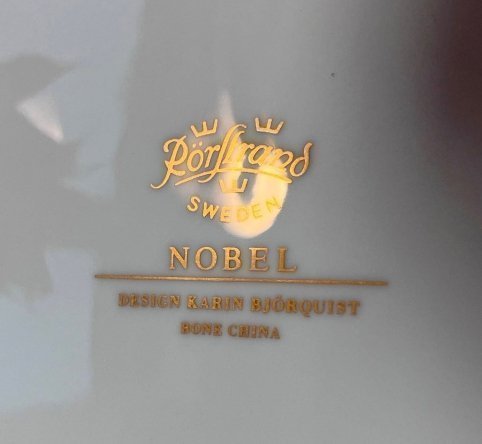 Rörstrand
SWEDEN
NOBEL
DESIGN KARIN BJÖRQUIST
BONE CHINA